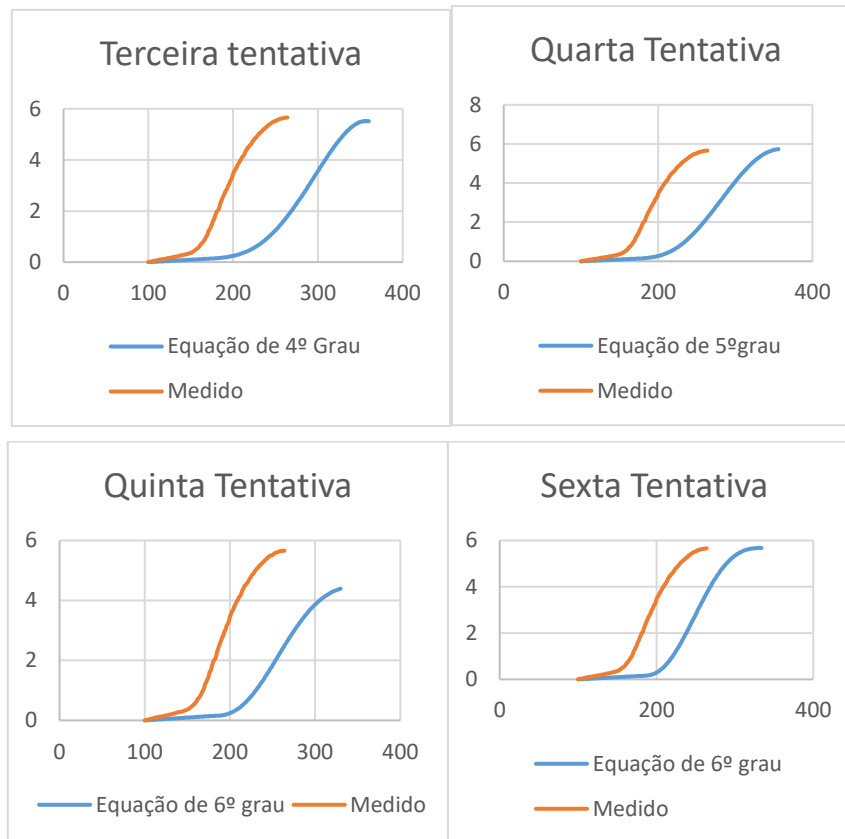 Terceira tentativa
6
4
2
0
0 100 200 300 400
Equação de 4º Grau
Medido
Quarta Tentativa
8
6
4
2
0
0 200 400
Equação de 5ºgrau
Medido
Quinta Tentativa
6
4
2
0
0 100 200 300 400
Equação de 6º grau Medido
Sexta Tentativa
6
4
2
0
0 200 400
Equação de 6º grau
Medido